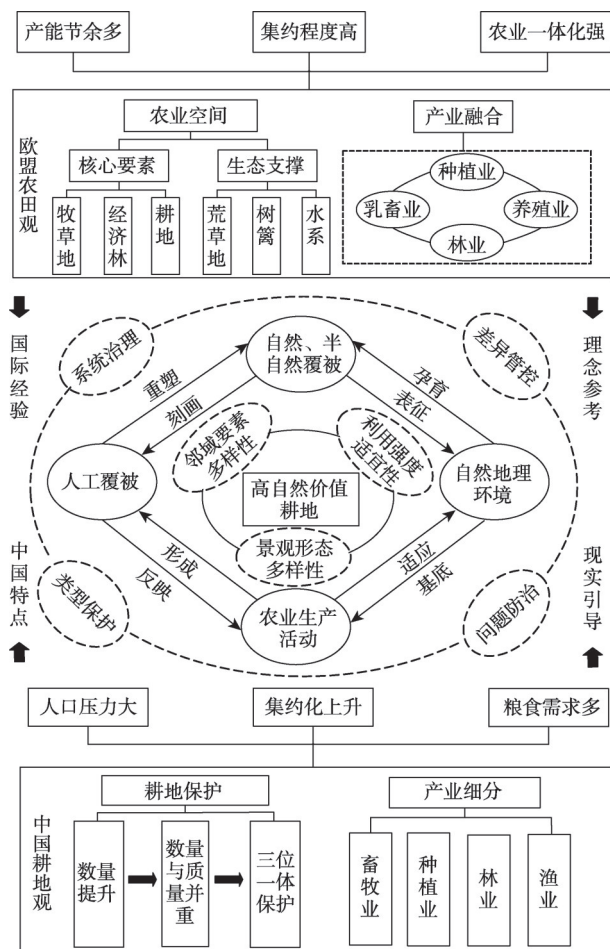 产能节余多
集约程度高
农业一体化强
欧盟农田观
农业空间
产业融合
核心要素
生态支撑
牧草地
经济林
耕地
荒草地
树篱
水系
种植业
乳畜业
养殖业
林业
国际经验
理念参考
系统治理
差异管控
自然、半
自然覆被
重塑
刻画
孕育
表征
邻域要素
多样性
利用强度
适宜性
人工覆被
高自然价值
耕地
自然地理
环境
景观形态
多样性
形成
反映
适应
基底
农业生产
活动
类型保护
问题防治
中国特点
现实引导
人口压力大
集约化上升
粮食需求多
中国耕地观
耕地保护
产业细分
数量
提升
数量
与质
量并
重
三位
一体
保护
畜牧业
种植业
林业
渔业